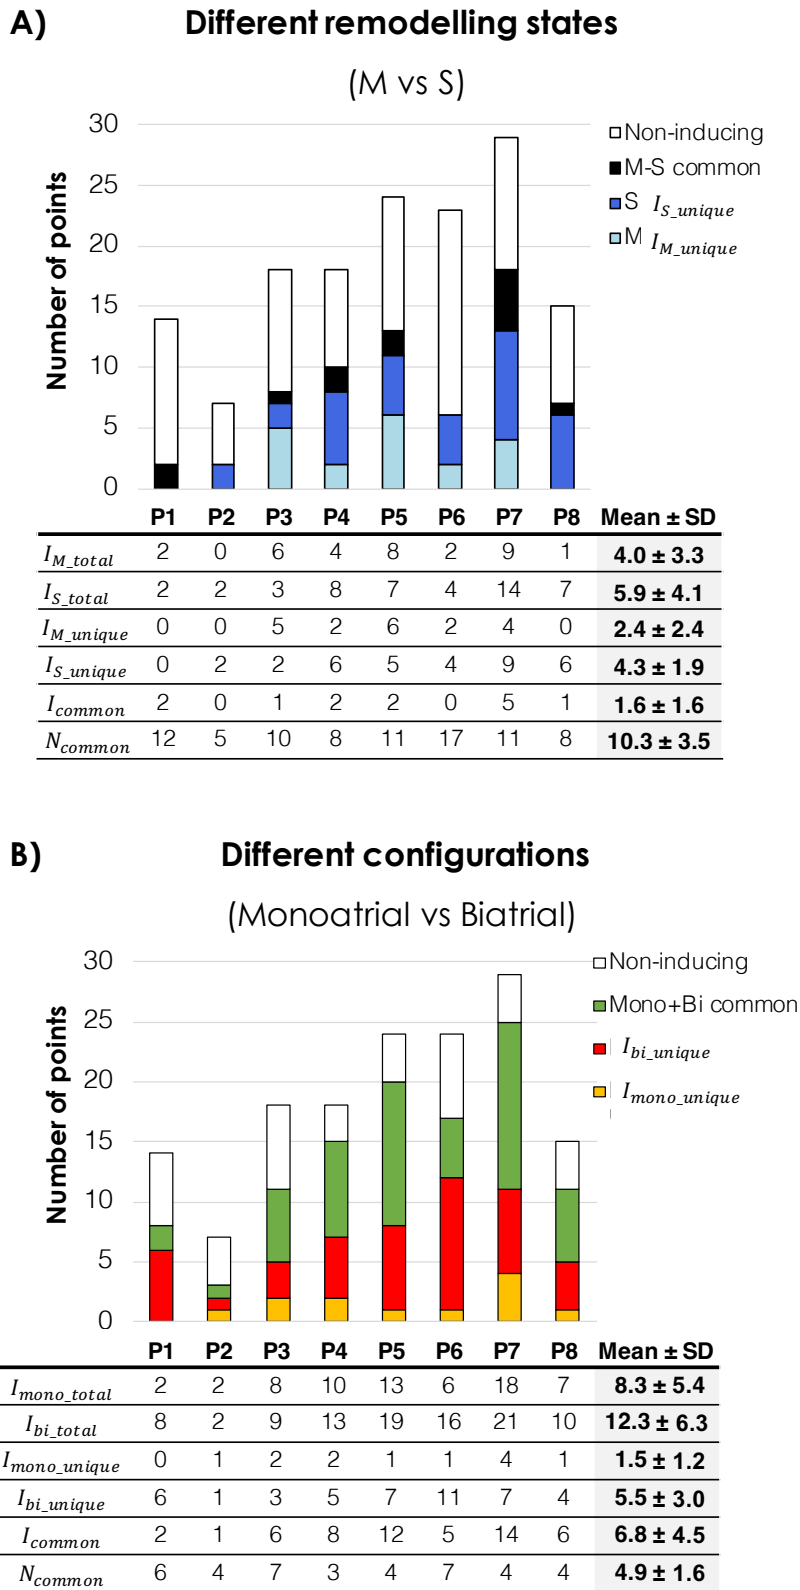 A) Different remodelling states
(M vs S)
Number of points
30
25
20
15
10
5
0
Non-inducing
M-S common
S I_S_unique
M I_M_unique
P1 P2 P3 P4 P5 P6 P7 P8 Mean ± SD
I_M_total 2 0 6 4 8 2 9 1 4.0 ± 3.3
I_S_total 2 2 3 8 7 4 14 7 5.9 ± 4.1
I_M_unique 0 0 5 2 6 2 4 0 2.4 ± 2.4
I_S_unique 0 2 2 6 5 4 9 6 4.3 ± 1.9
I_common 2 0 1 2 2 0 5 1 1.6 ± 1.6
N_common 12 5 10 8 11 17 11 8 10.3 ± 3.5
B) Different configurations
(Monoatrial vs Biatrial)
Number of points
30
25
20
15
10
5
0
Non-inducing
Mono+Bi common
I_bi_unique
I_mono_unique
P1 P2 P3 P4 P5 P6 P7 P8 Mean ± SD
I_mono_total 2 2 8 10 13 6 18 7 8.3 ± 5.4
I_bi_total 8 2 9 13 19 16 21 10 12.3 ± 6.3
I_mono_unique 0 1 2 2 1 1 4 1 1.5 ± 1.2
I_bi_unique 6 1 3 5 7 11 7 4 5.5 ± 3.0
I_common 2 1 6 8 12 5 14 6 6.8 ± 4.5
N_common 6 4 7 3 4 7 4 4 4.9 ± 1.6